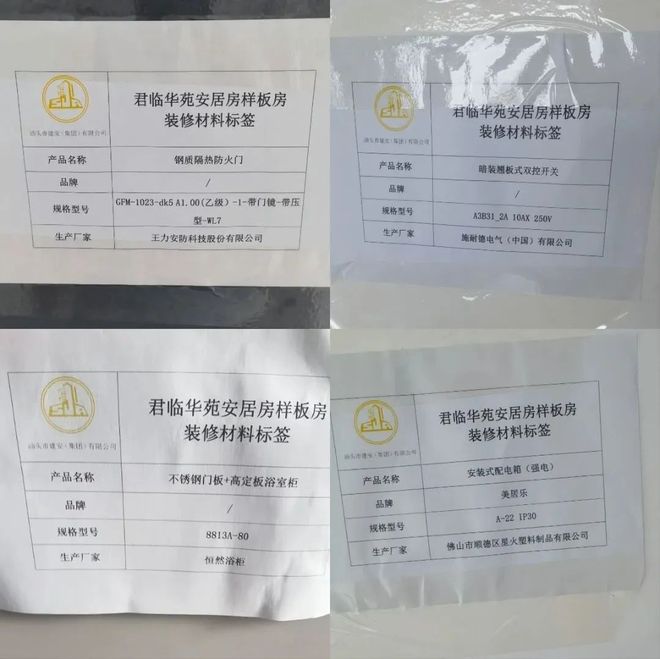 君临华苑安居房样板房
装修材料标签
汕头市建安(集团)有限公司
产品名称 钢质隔热防火门
品牌 /
规格型号 GFM-1023-dk5 A1.00(乙级)-1-带门镜-带压
型-WL7
生产厂家 王力安防科技股份有限公司
君临华苑安居房样板房
装修材料标签
汕头市建安(集团)有限公司
产品名称 暗装翘板式双控开关
品牌 /
规格型号 A3B31_2A 10AX 250V
生产厂家 施耐德电气(中国)有限公司
君临华苑安居房样板房
装修材料标签
汕头市建安(集团)有限公司
产品名称 不锈钢门板+高定板浴室柜
品牌 /
规格型号 8813A-80
生产厂家 恒然浴柜
君临华苑安居房样板房
装修材料标签
汕头市建安(集团)有限公司
产品名称 安装式配电箱(强电)
品牌 美居乐
规格型号 A-22 IP30
生产厂家 佛山市顺德区星火塑料制品有限公司